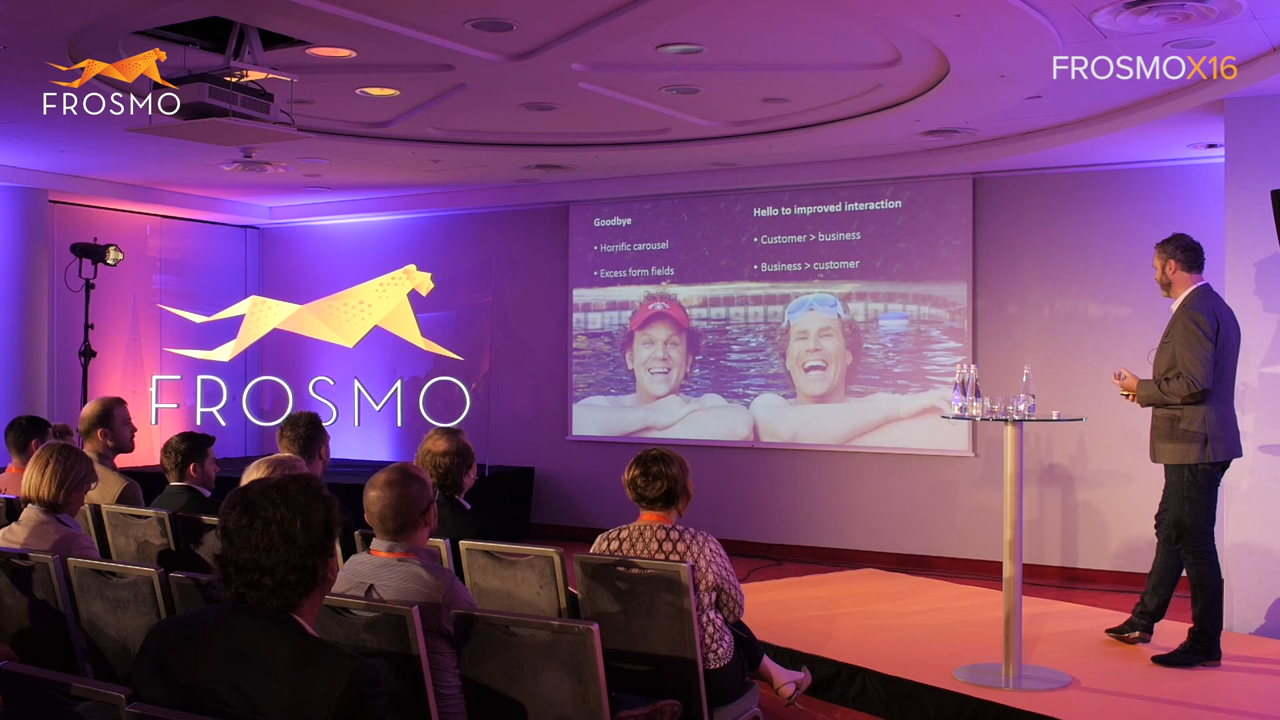 FROSMO
FROSMOX16
FROSMO
Goodbye
• Horrific carousel
• Excess form fields
Hello to improved interaction
• Customer > business
• Business > customer